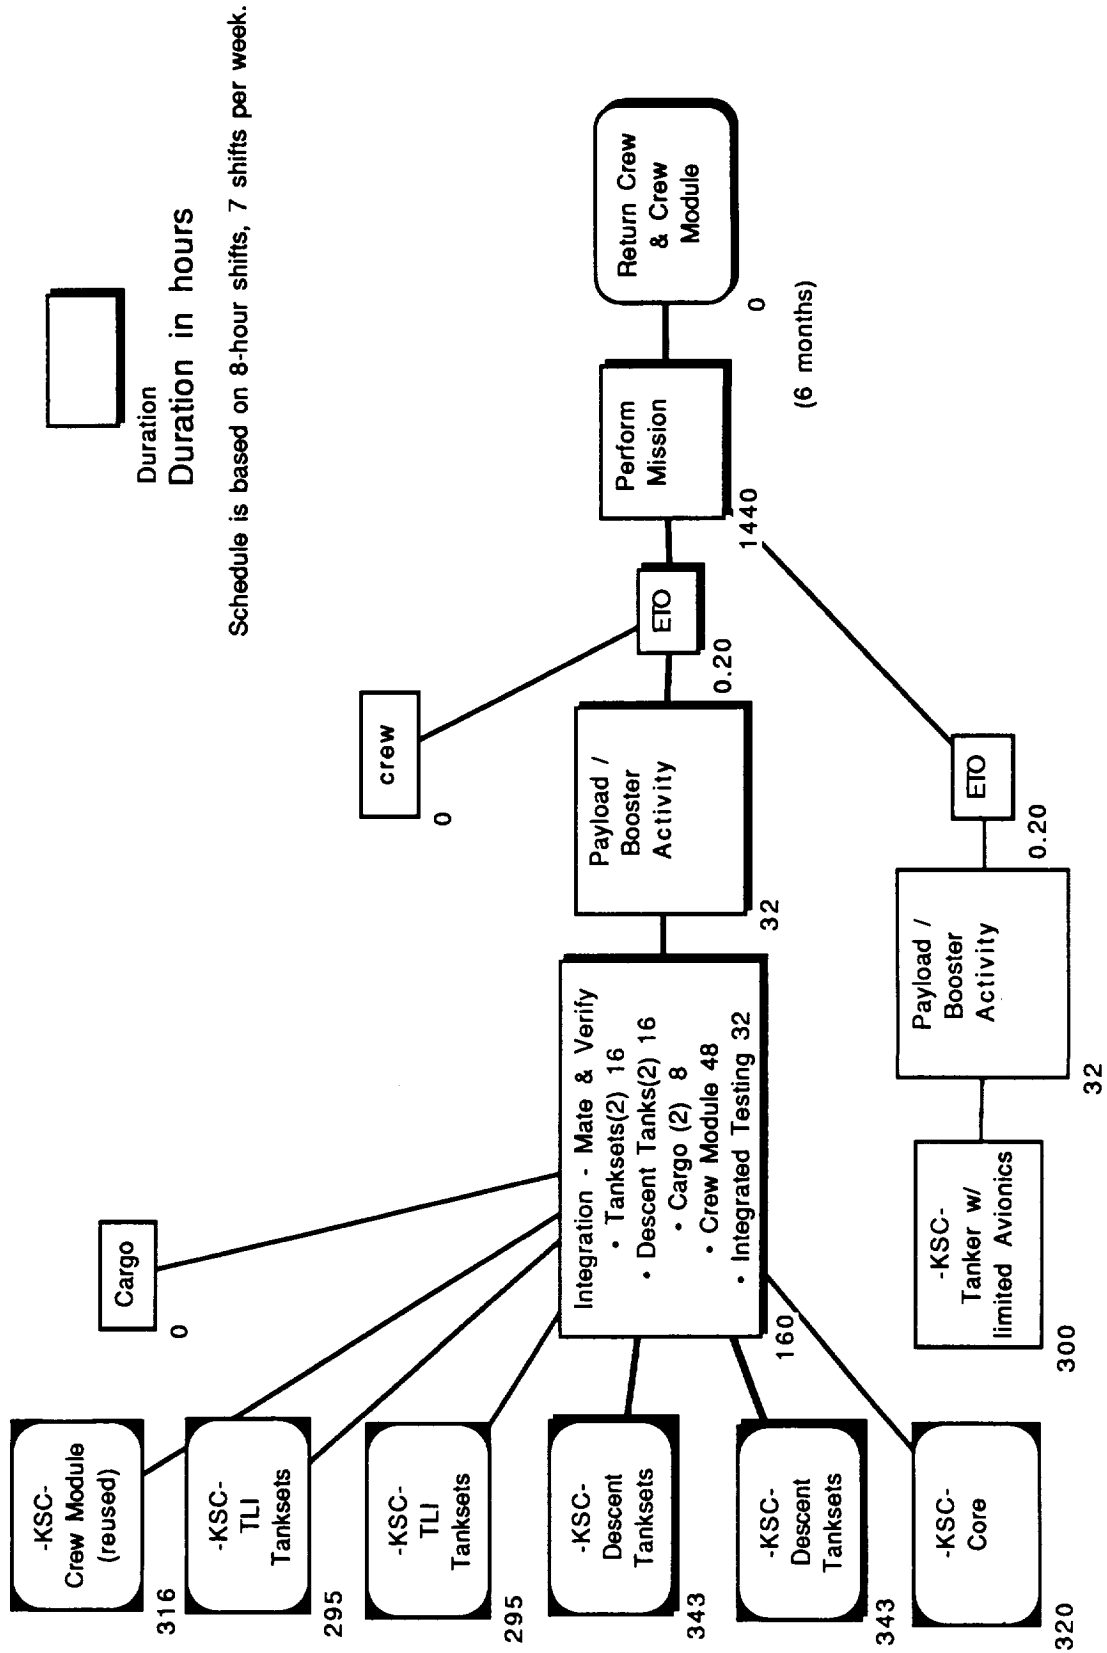 Duration
Duration in hours
Schedule is based on 8-hour shifts, 7 shifts per week.
-KSC-
Crew Module
(reused)
316
-KSC-
TLI
Tanksets
295
-KSC-
TLI
Tanksets
295
-KSC-
Descent
Tanksets
343
-KSC-
Descent
Tanksets
343
-KSC-
Core
320
Cargo
0
Integration - Mate & Verify
• Tanksets(2) 16
• Descent Tanks(2) 16
• Cargo (2) 8
• Crew Module 48
• Integrated Testing 32
160
-KSC-
Tanker w/
limited Avionics
300
Payload /
Booster
Activity
32
Payload /
Booster
Activity
32
crew
0
ETO
0.20
ETO
0.20
Perform
Mission
1440
Return Crew
& Crew
Module
0
(6 months)